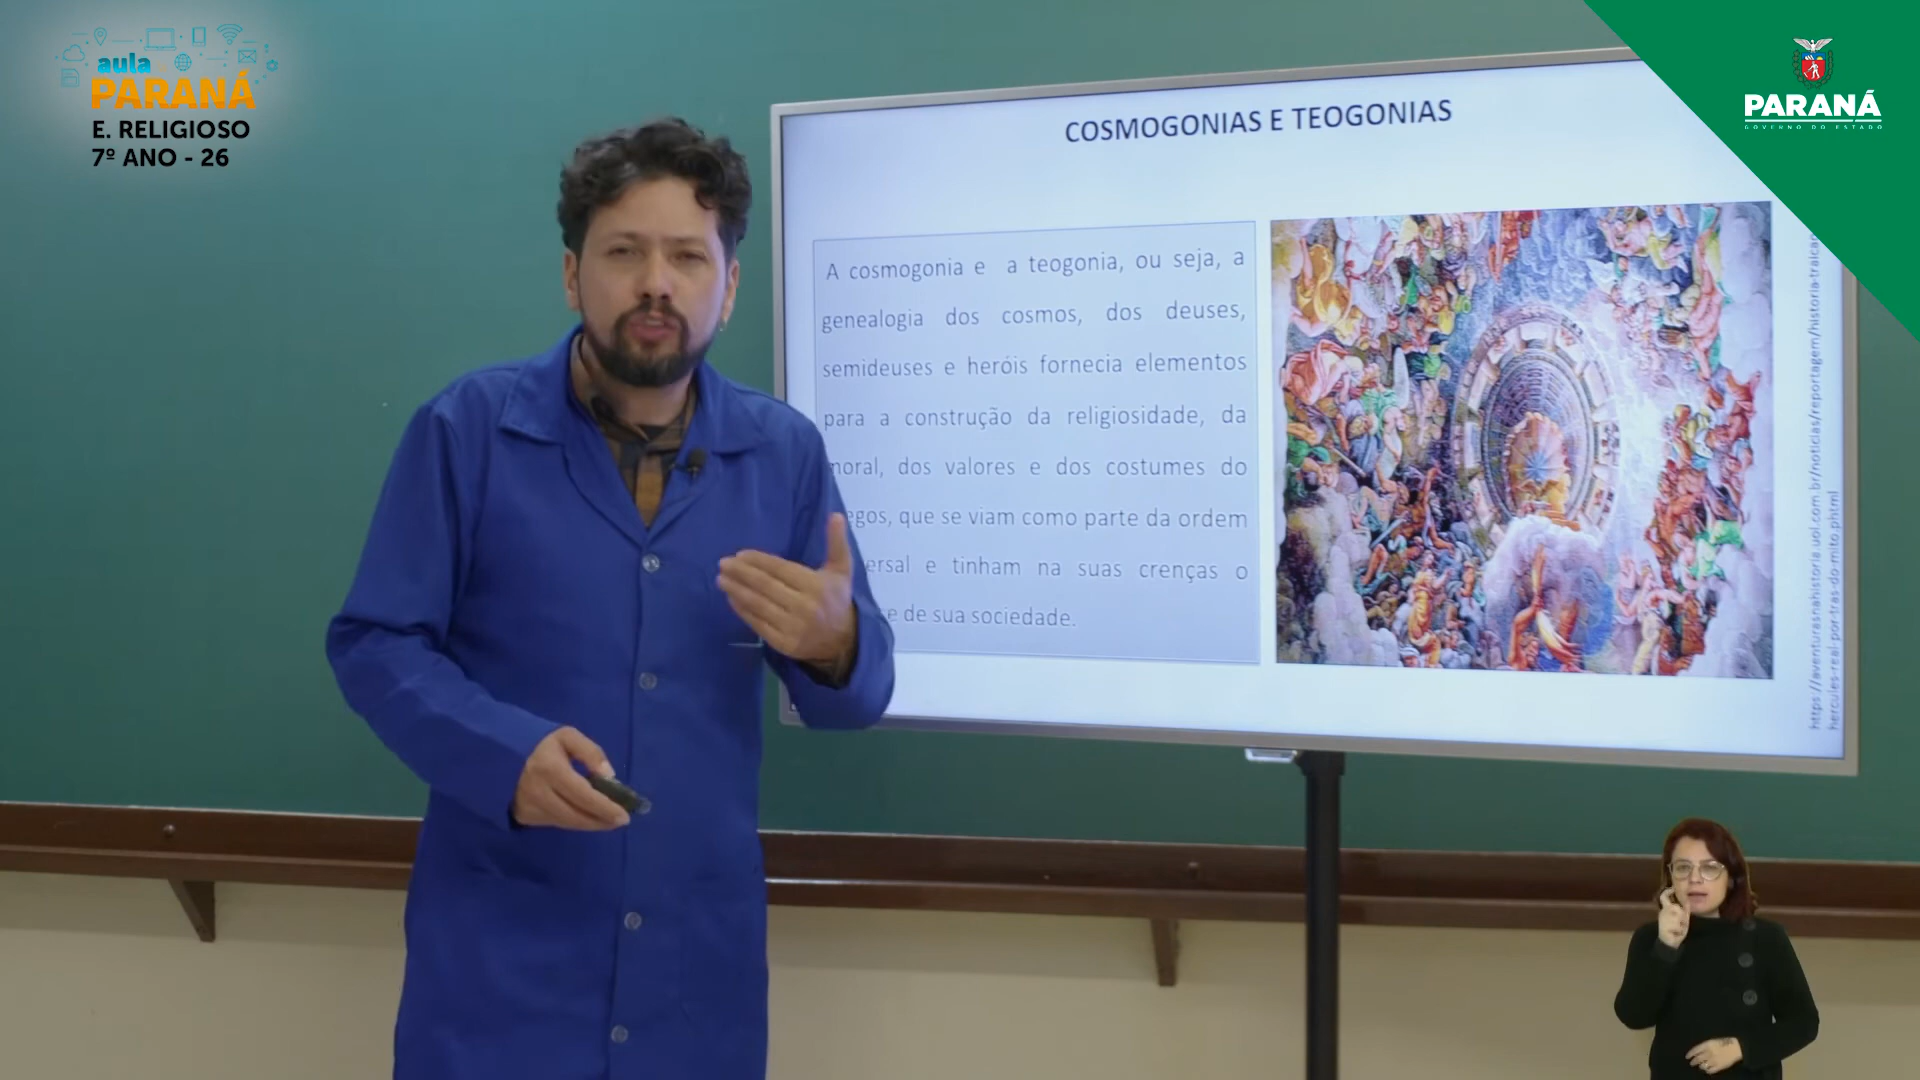 aula
PARANÁ
E. RELIGIOSO
7º ANO - 26
PARANÁ
GOVERNO DO ESTADO
COSMOGONIAS E TEOGONIAS
A cosmogonia e a teogonia, ou seja, a
genealogia dos cosmos, dos deuses,
semideuses e heróis fornecia elementos
para a construção da religiosidade, da
moral, dos valores e dos costumes do
egos, que se viam como parte da ordem
ersal e tinham na suas crenças o
e de sua sociedade.
https://aventurasnahistoria.uol.com.br/noticias/reportagem/historia-traicao
hercules-real-por-tras-do-mito.phtml